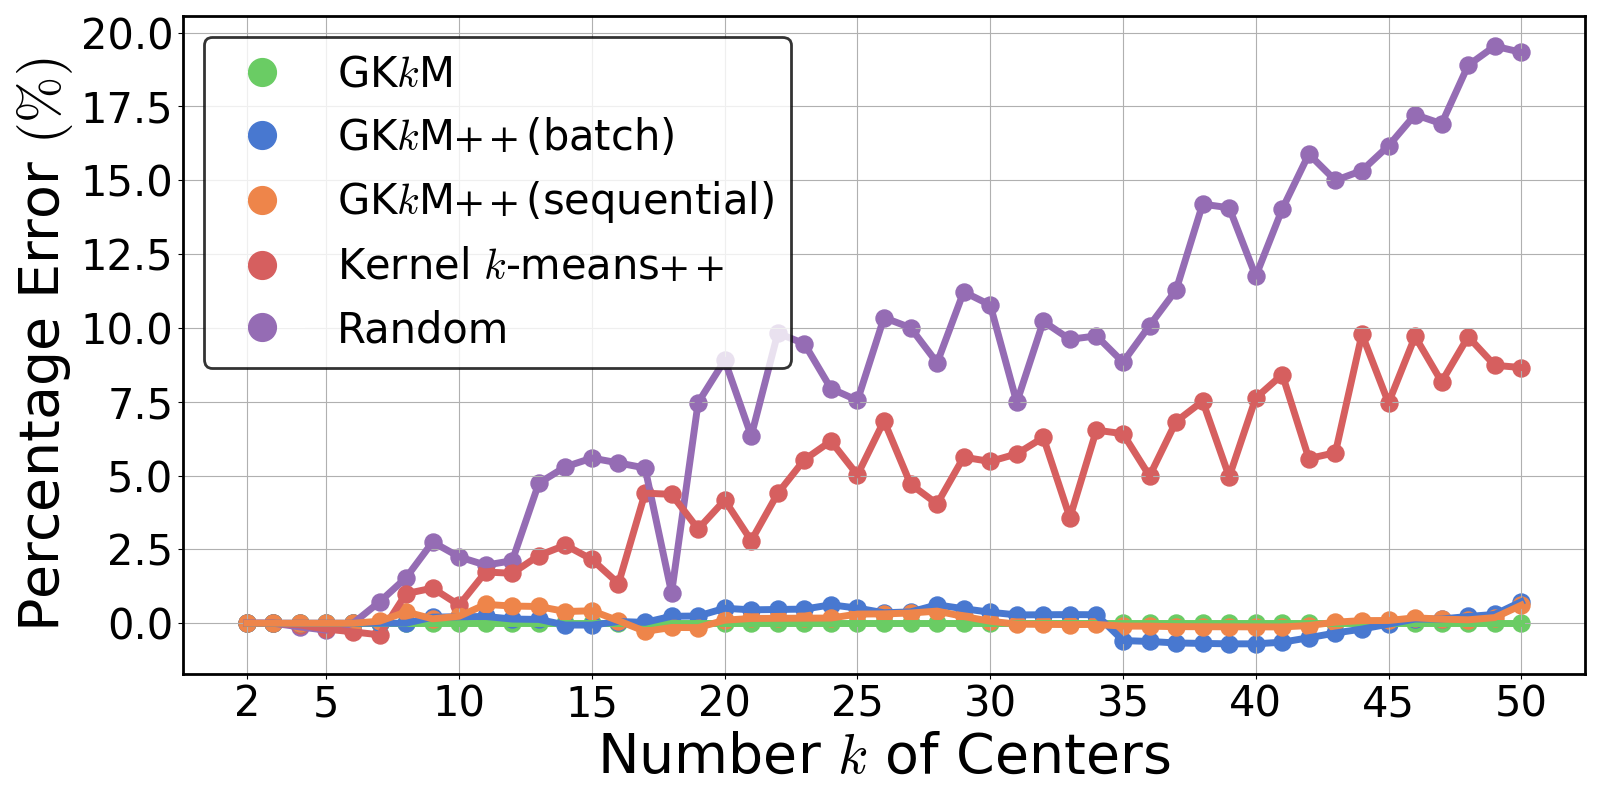 Percentage Error (%)
20.0
17.5
15.0
12.5
10.0
7.5
5.0
2.5
0.0
GKkM
GKkM++(batch)
GKkM++(sequential)
Kernel k-means++
Random
2 5 10 15 20 25 30 35 40 45 50
Number k of Centers